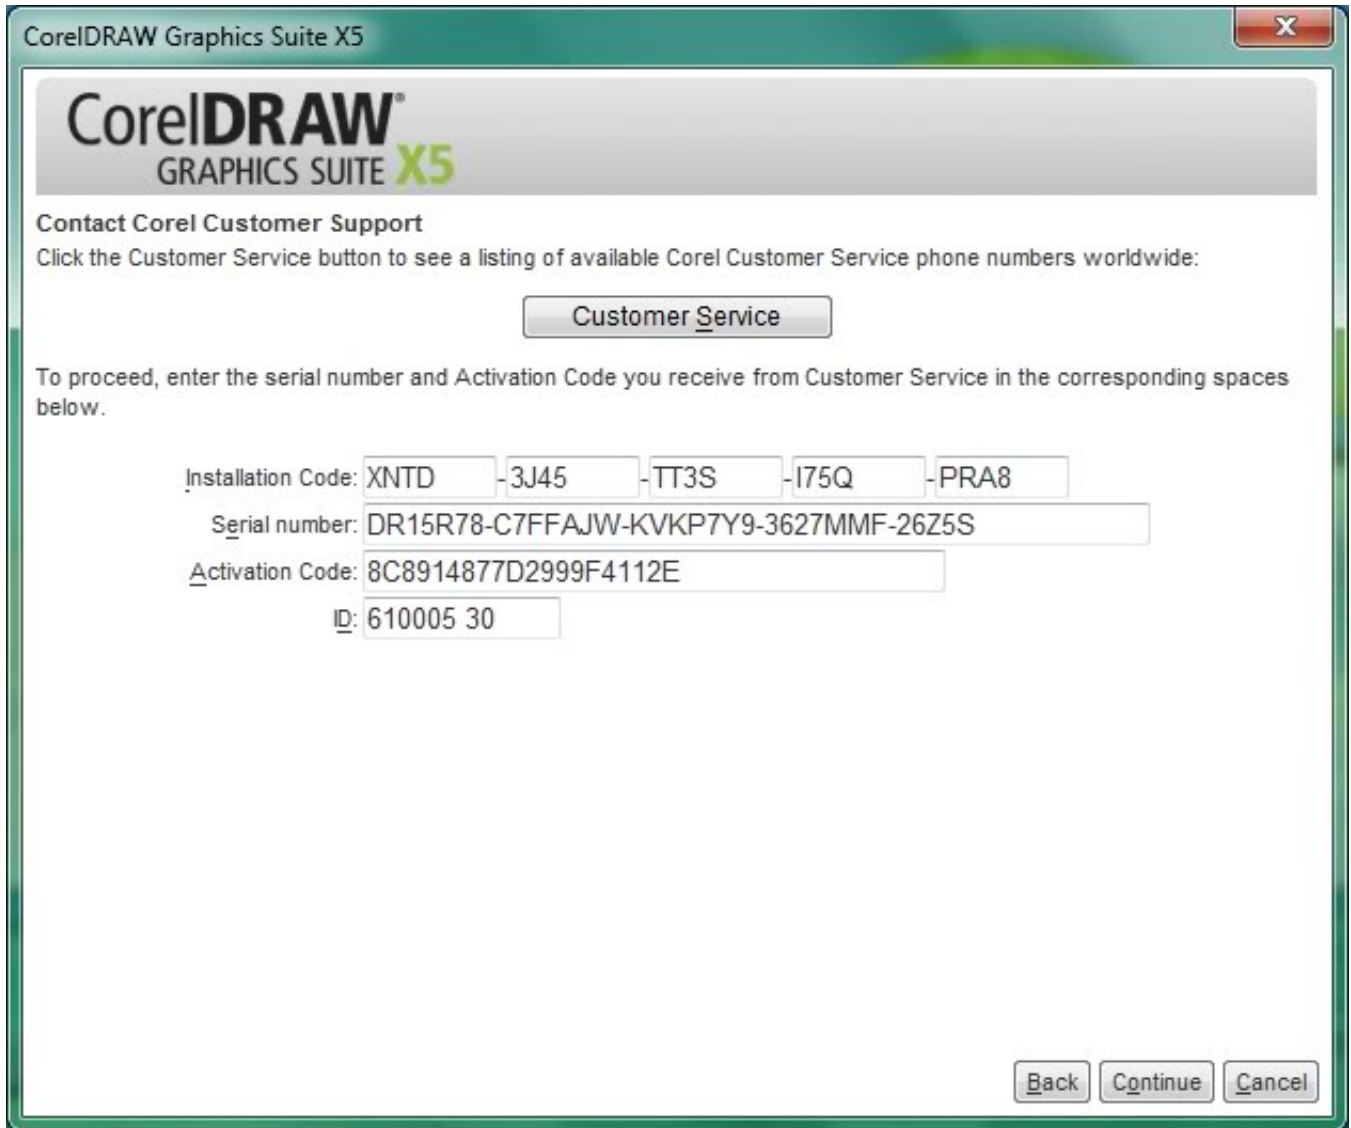 CorelDRAW Graphics Suite X5
CorelDRAW®
GRAPHICS SUITE X5
Contact Corel Customer Support
Click the Customer Service button to see a listing of available Corel Customer Service phone numbers worldwide:
Customer Service
To proceed, enter the serial number and Activation Code you receive from Customer Service in the corresponding spaces
below.
Installation Code: XNTD -3J45 -TT3S -I75Q -PRA8
Serial number: DR15R78-C7FFAJW-KVKP7Y9-3627MMF-26Z5S
Activation Code: 8C8914877D2999F4112E
ID: 610005 30
Back Continue Cancel